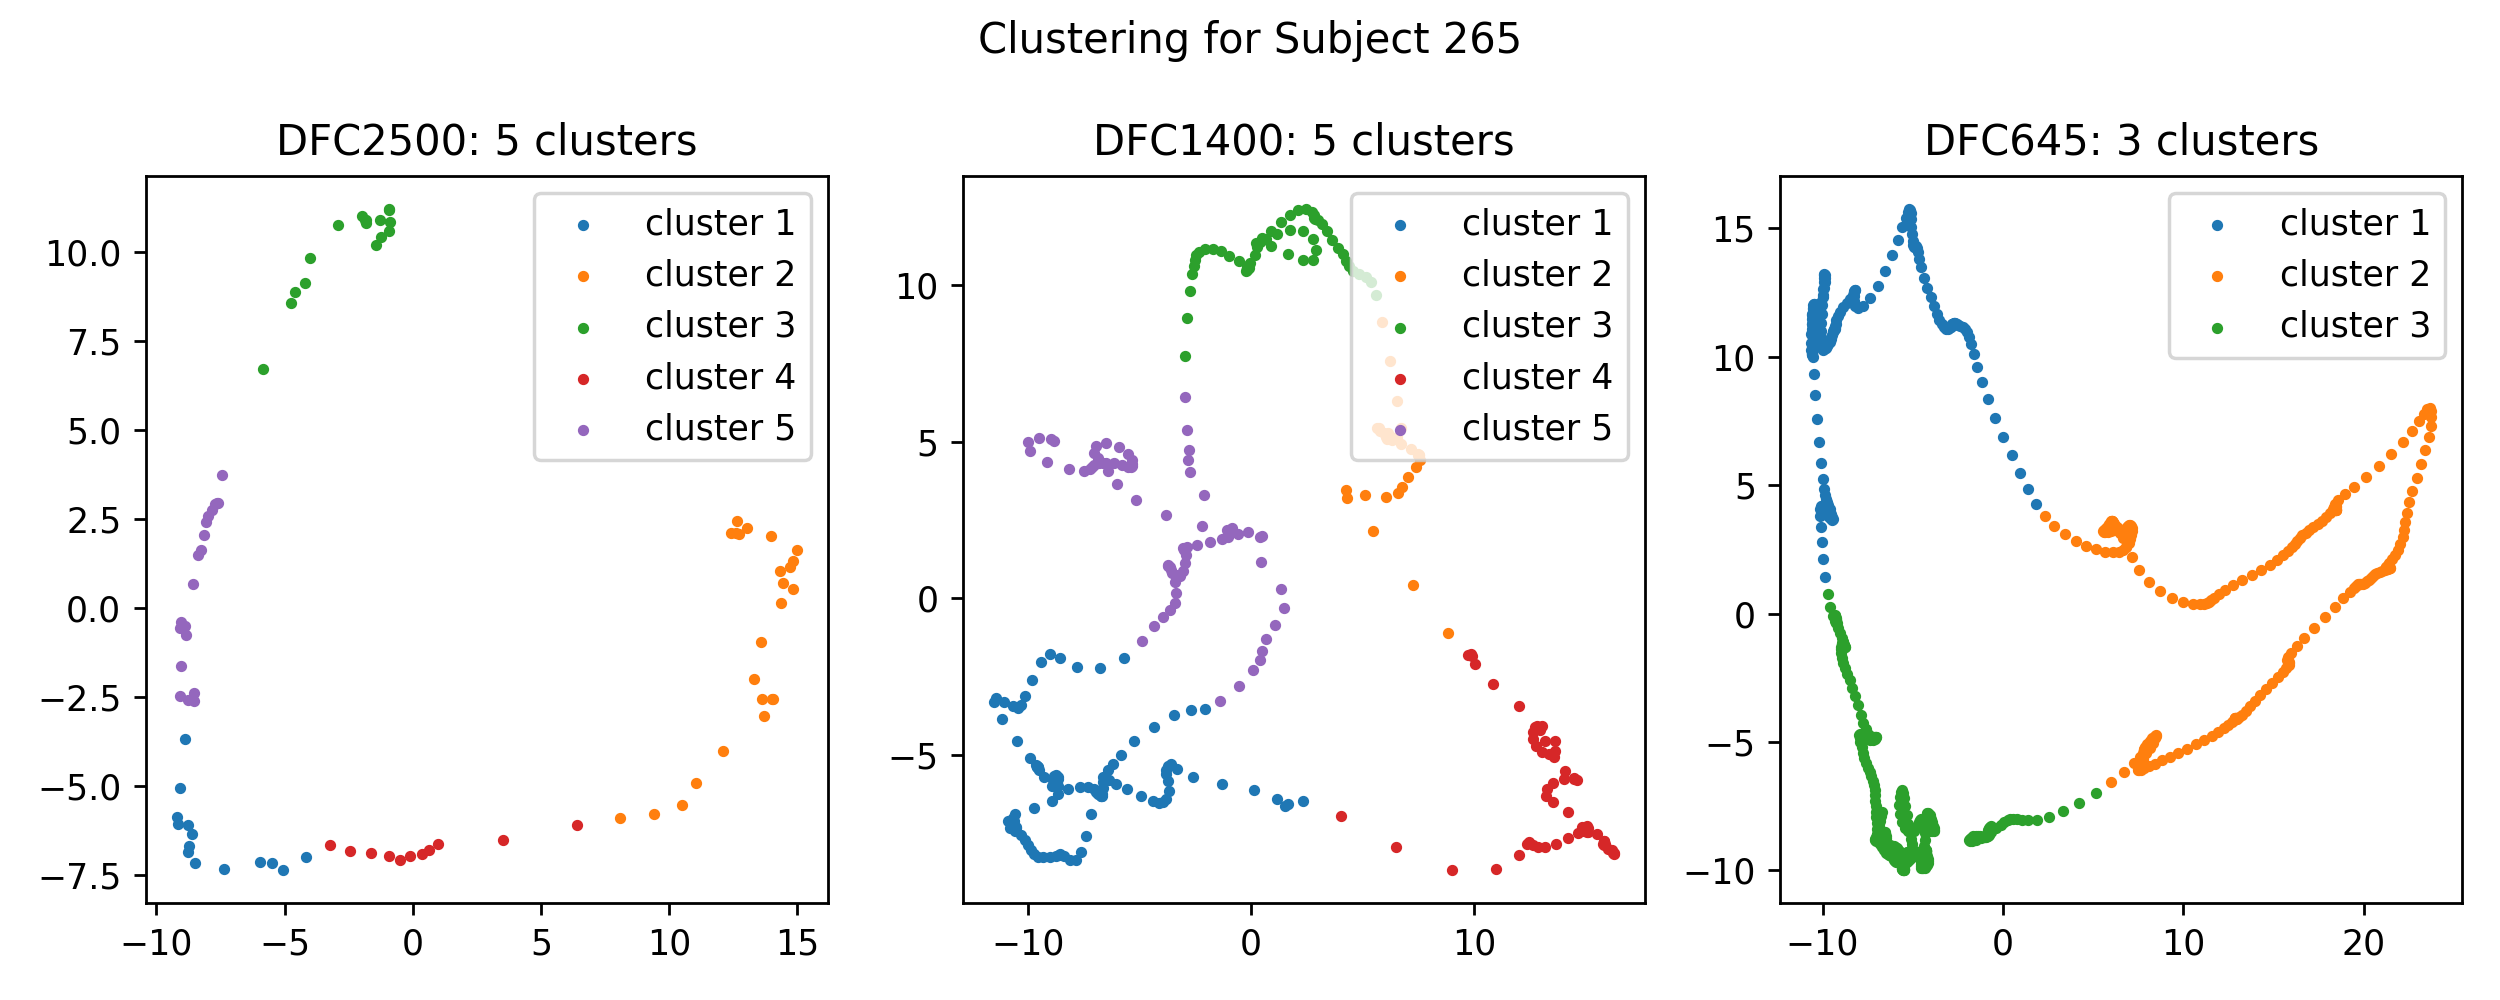 Clustering for Subject 265
DFC2500: 5 clusters
cluster 1
cluster 2
cluster 3
cluster 4
cluster 5
10.0
7.5
5.0
2.5
0.0
−2.5
−5.0
−7.5
−10
−5
0
5
10
15
DFC1400: 5 clusters
cluster 1
cluster 2
cluster 3
cluster 4
cluster 5
10
5
0
−5
−10
0
10
DFC645: 3 clusters
cluster 1
cluster 2
cluster 3
15
10
5
0
−5
−10
−10
0
10
20